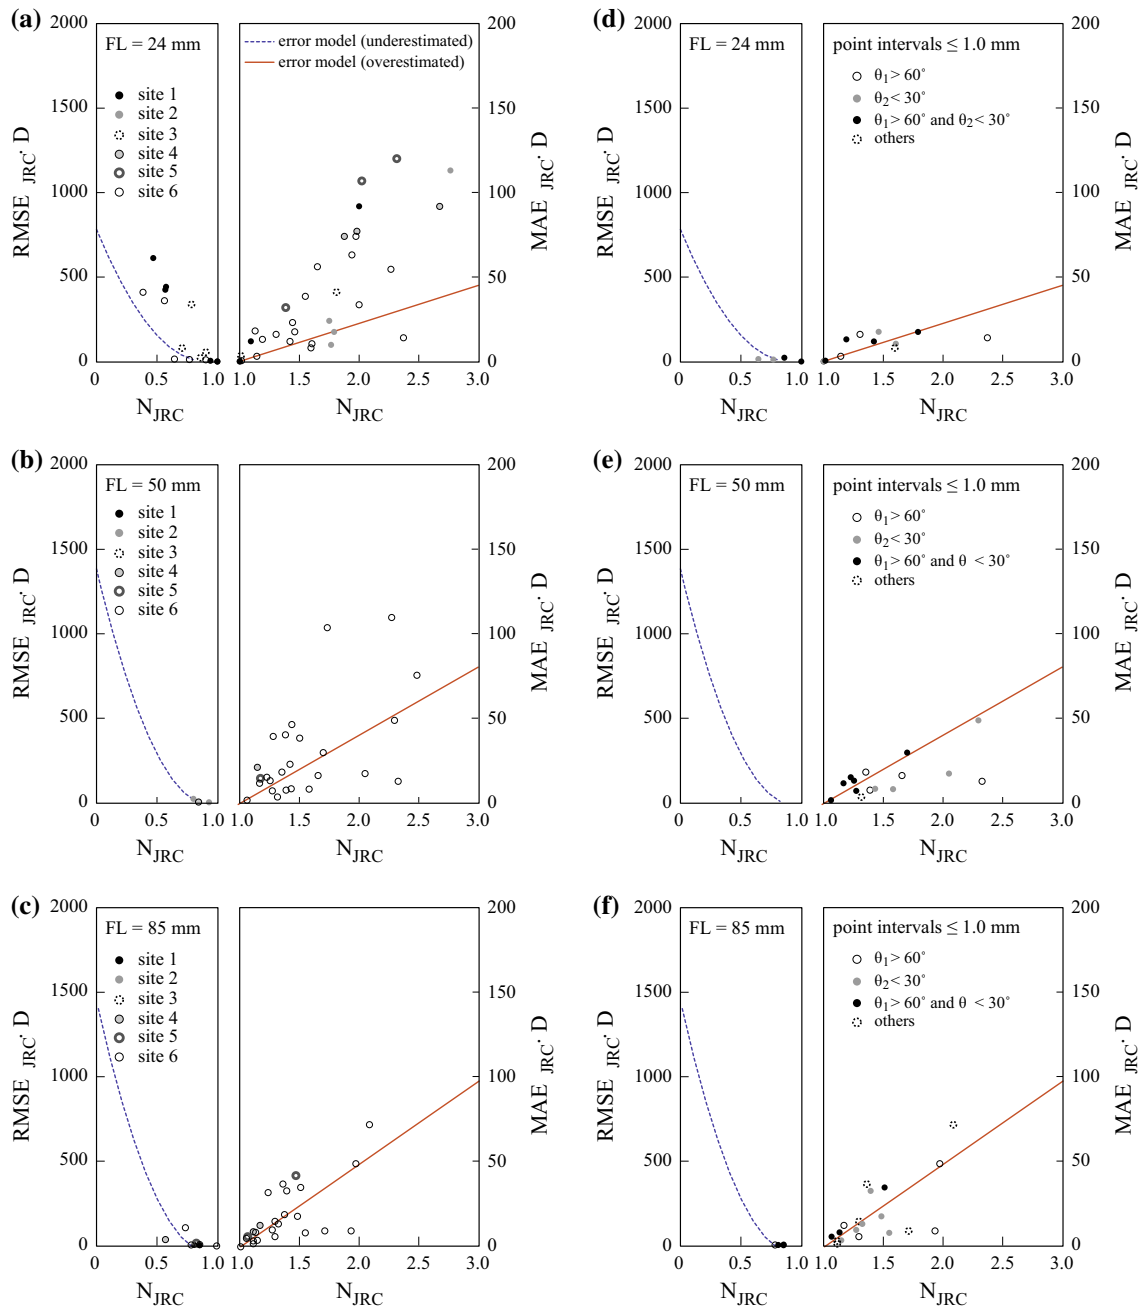 (a)
2000
1500
1000
500
0
RMSE JRC· D
FL = 24 mm
site 1
site 2
site 3
site 4
site 5
site 6
0 0.5 1.0
N JRC
error model (underestimated)
error model (overestimated)
200
150
100
50
0
MAE JRC· D
1.0 1.5 2.0 2.5 3.0
N JRC
(d)
2000
1500
1000
500
0
RMSE JRC· D
FL = 24 mm
0 0.5 1.0
N JRC
point intervals ≤ 1.0 mm
θ1> 60˚
θ2< 30˚
θ1> 60˚ and θ2< 30˚
others
200
150
100
50
0
MAE JRC· D
1.0 1.5 2.0 2.5 3.0
N JRC
(b)
2000
1500
1000
500
0
RMSE JRC· D
FL = 50 mm
site 1
site 2
site 3
site 4
site 5
site 6
0 0.5 1.0
N JRC
200
150
100
50
0
MAE JRC· D
1.0 1.5 2.0 2.5 3.0
N JRC
(e)
2000
1500
1000
500
0
RMSE JRC· D
FL = 50 mm
0 0.5 1.0
N JRC
point intervals ≤ 1.0 mm
θ1> 60˚
θ2< 30˚
θ1> 60˚ and θ < 30˚
others
200
150
100
50
0
MAE JRC· D
1.0 1.5 2.0 2.5 3.0
N JRC
(c)
2000
1500
1000
500
0
RMSE JRC· D
FL = 85 mm
site 1
site 2
site 3
site 4
site 5
site 6
0 0.5 1.0
N JRC
200
150
100
50
0
MAE JRC· D
1.0 1.5 2.0 2.5 3.0
N JRC
(f)
2000
1500
1000
500
0
RMSE JRC· D
FL = 85 mm
0 0.5 1.0
N JRC
point intervals ≤ 1.0 mm
θ1> 60˚
θ2< 30˚
θ1> 60˚ and θ < 30˚
others
200
150
100
50
0
MAE JRC· D
1.0 1.5 2.0 2.5 3.0
N JRC